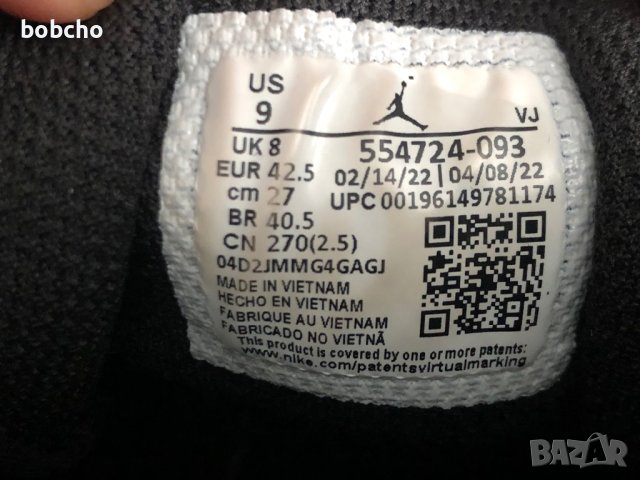 bobcho
US
9
VJ
UK 8
554724-093
EUR 42.5
02/14/22 | 04/08/22
cm 27
UPC 00196149781174
BR 40.5
CN 270(2.5)
04D2JMMG4GAGJ
MADE IN VIETNAM
HECHO EN VIETNAM
FABRIQUE AU VIETNAM
FABRICADO NO VIETNÃ
This product is covered by one or more patents:
www.nike.com/patentsvirtualmarking
BAZAR